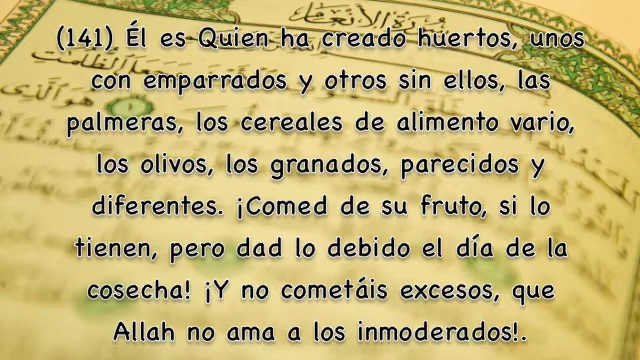 سورة الأنعام
(141) Él es Quien ha creado huertos, unos
con emparrados y otros sin ellos, las
palmeras, los cereales de alimento vario,
los olivos, los granados, parecidos y
diferentes. ¡Comed de su fruto, si lo
tienen, pero dad lo debido el día de la
cosecha! ¡Y no cometáis excesos, que
Allah no ama a los inmoderados!.